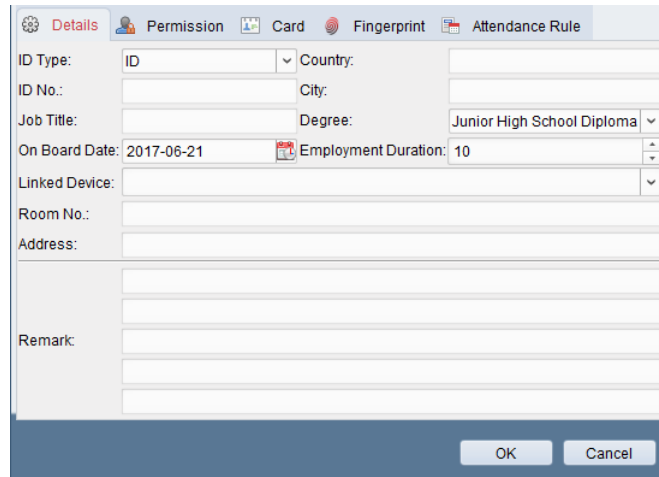 Details Permission Card Fingerprint Attendance Rule
ID Type: ID Country:
ID No.: City:
Job Title: Degree: Junior High School Diploma
On Board Date: 2017-06-21 Employment Duration: 10
Linked Device:
Room No.:
Address:
Remark:
OK Cancel